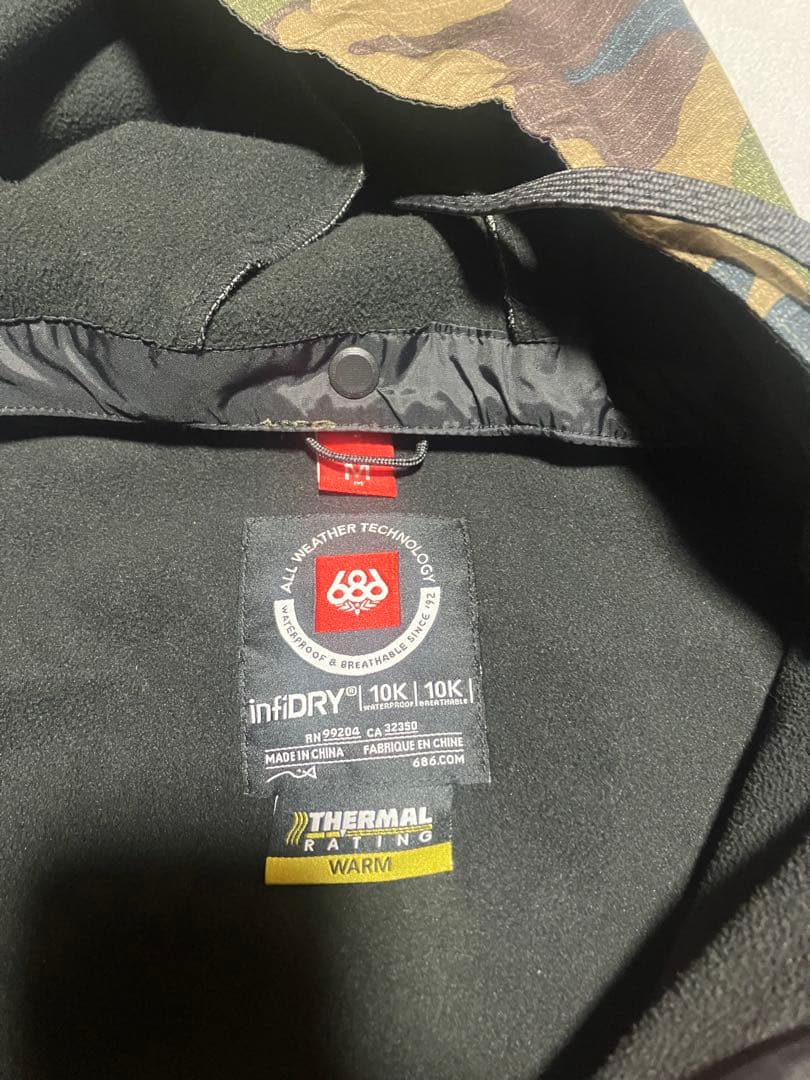 M
ALL WEATHER TECHNOLOGY
686
WATERPROOF & BREATHABLE SINCE '92
infiDRY® 10K 10K
WATERPROOF BREATHABLE
RN 99204 CA 32350
MADE IN CHINA FABRIQUE EN CHINE
686.COM
THERMAL
RATING
WARM